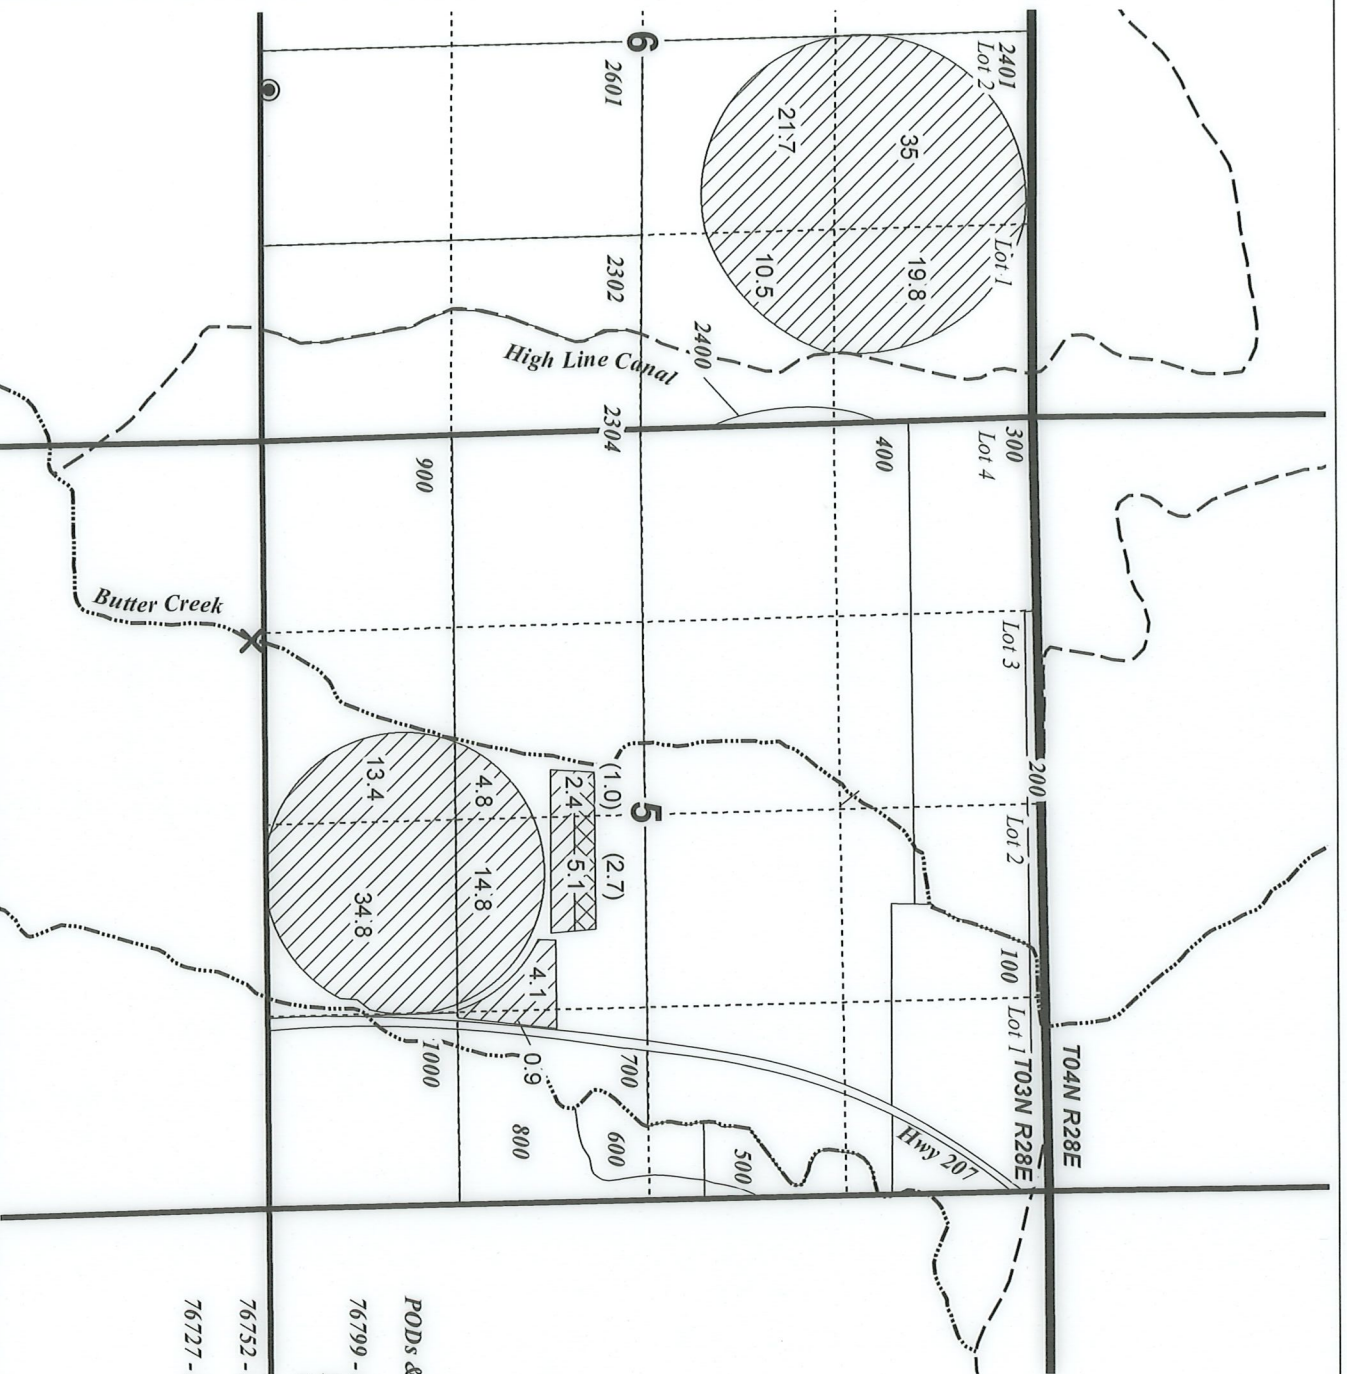 T04N R28E
T03N R28E
2401
Lot 2
Lot 1
300
Lot 4
Lot 3
200
Lot 2
100
Lot 1
35
19.8
400
Hwy 207
21.7
10.5
2400
High Line Canal
6
2601
2302
2304
5
(1.0)
(2.7)
700
600
500
2.4
5.1
4.1
0.9
800
4.8
14.8
900
1000
13.4
34.8
Butter Creek
PODs &
76799 -
76752 -
76727 -